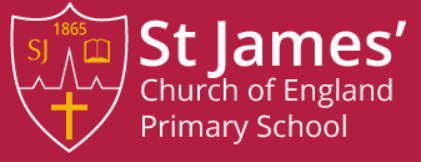 1865
SJ
St James’
Church of England
Primary School